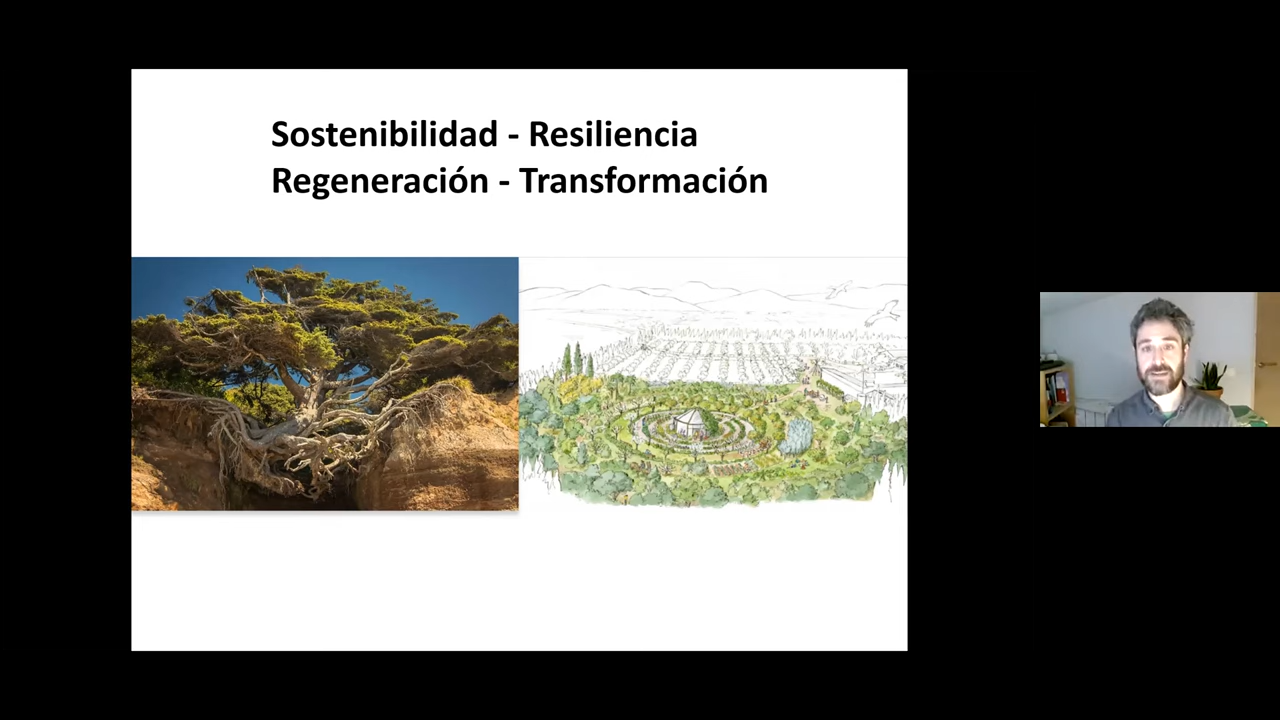 Sostenibilidad - Resiliencia
Regeneración - Transformación